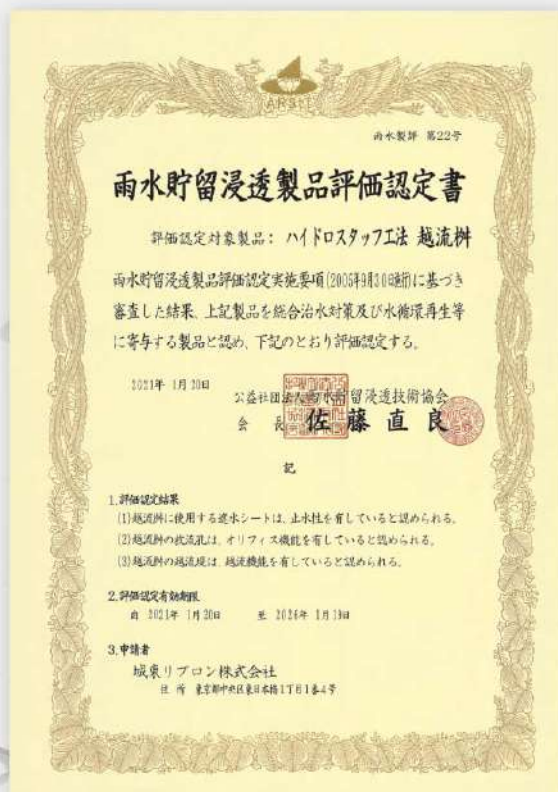 ARSIT
雨水製評 第22号
雨水貯留浸透製品評価認定書
評価認定対象製品: ハイドロスタッフ工法 越流桝
雨水貯留浸透製品評価認定実施要項(2005年9月30日施行)に基づき
審査した結果、上記製品を総合治水対策及び水循環再生等
に寄与する製品と認め、下記のとおり評価認定する。
2021年 1月20日
公益社団法人雨水貯留浸透技術協会
会 長 佐 藤 直 良
記
1.評価認定結果
(1)越流桝に使用する遮水シートは、止水性を有していると認められる。
(2)越流桝の放流孔は、オリフィス機能を有していると認められる。
(3)越流桝の越流堤は、越流機能を有していると認められる。
2.評価認定有効期限
自 2021年 1月20日 至 2026年 1月19日
3.申請者
城東リプロン株式会社
住 所 東京都中央区東日本橋1丁目1番4号